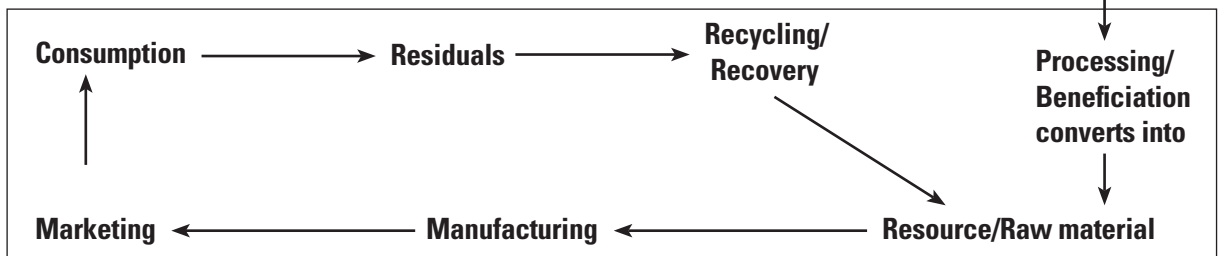 Consumption
Residuals
Recycling/
Recovery
Processing/
Beneficiation
converts into
Marketing
Manufacturing
Resource/Raw material